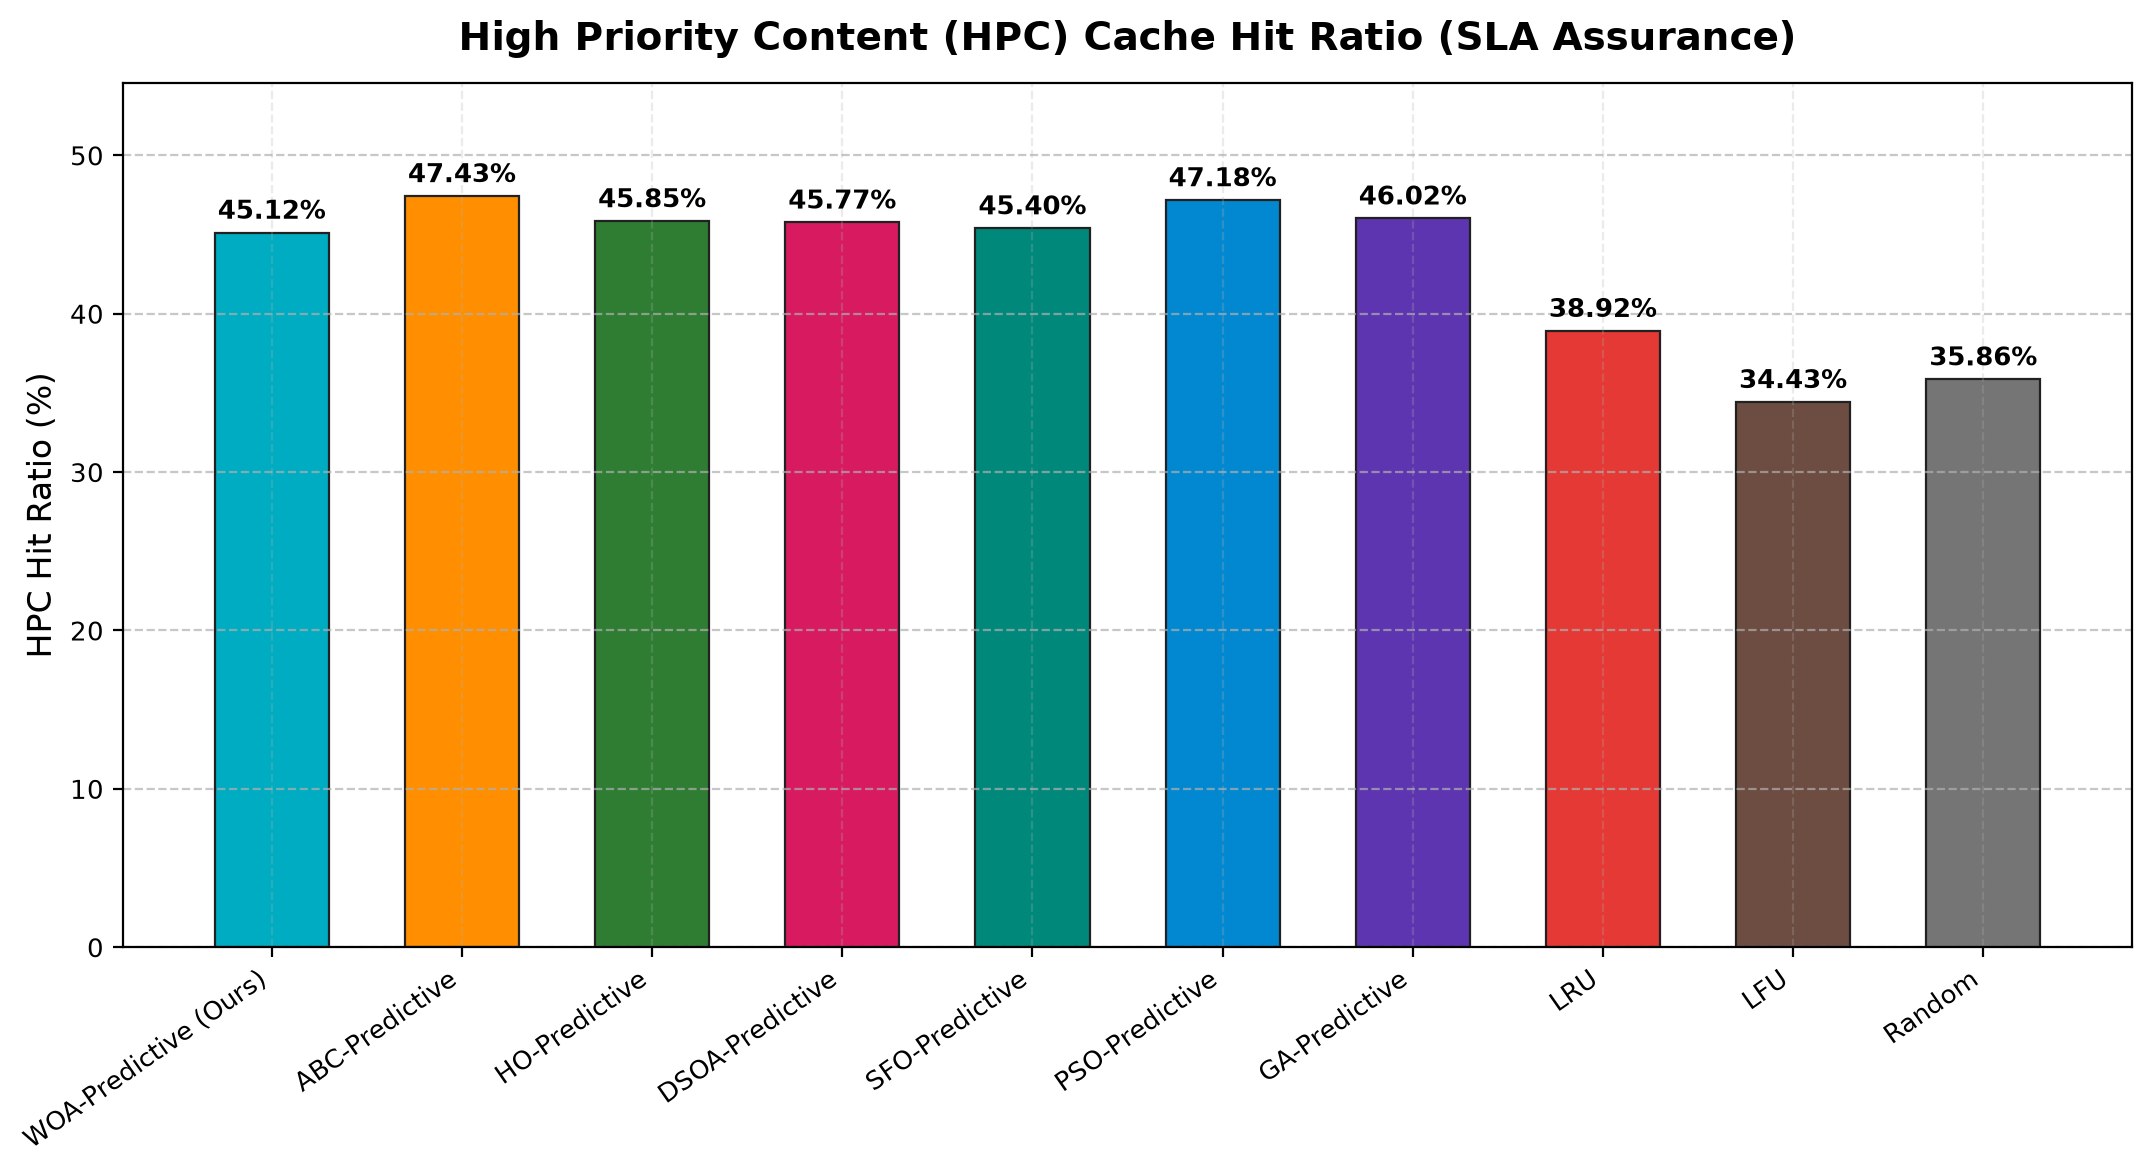 High Priority Content (HPC) Cache Hit Ratio (SLA Assurance)
HPC Hit Ratio (%)
50
40
30
20
10
0
45.12%
47.43%
45.85%
45.77%
45.40%
47.18%
46.02%
38.92%
34.43%
35.86%
WOA-Predictive (Ours)
ABC-Predictive
HO-Predictive
DSOA-Predictive
SFO-Predictive
PSO-Predictive
GA-Predictive
LRU
LFU
Random